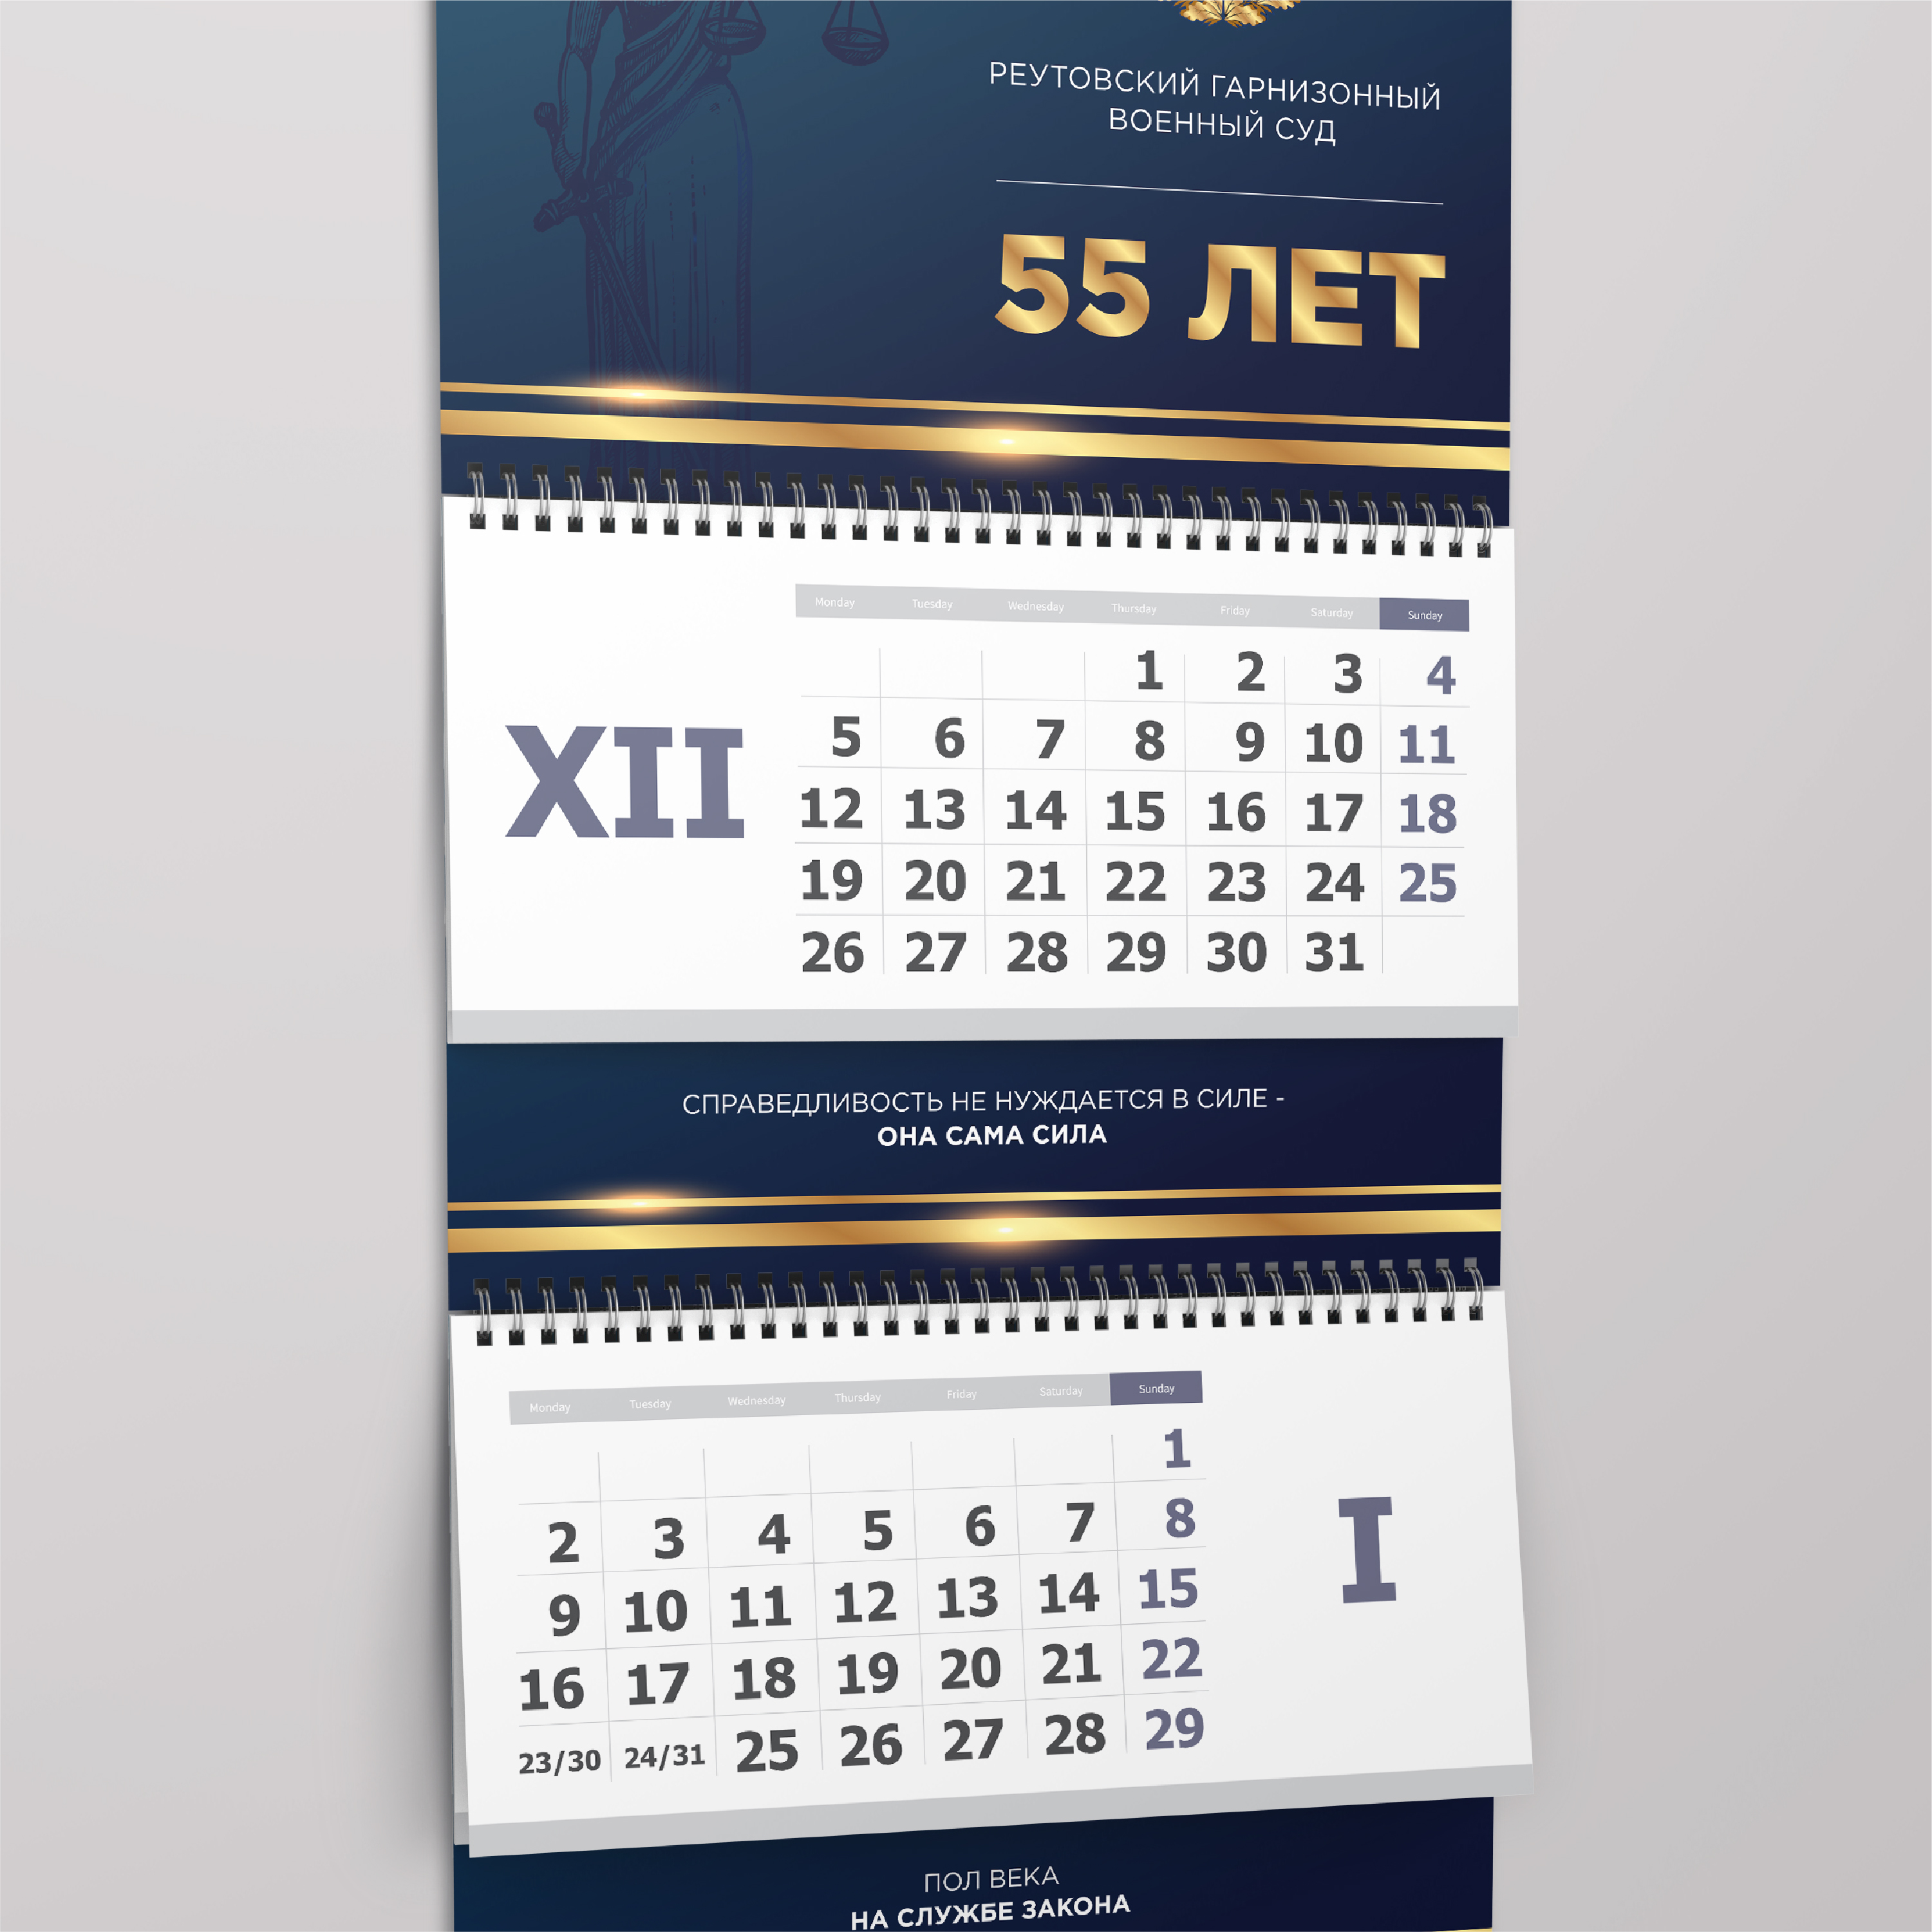 РЕУТОВСКИЙ ГАРНИЗОННЫЙ
ВОЕННЫЙ СУД
55 ЛЕТ
Monday Tuesday Wednesday Thursday Friday Saturday Sunday
1 2 3 4
5 6 7 8 9 10 11
XII
12 13 14 15 16 17 18
19 20 21 22 23 24 25
26 27 28 29 30 31
СПРАВЕДЛИВОСТЬ НЕ НУЖДАЕТСЯ В СИЛЕ -
ОНА САМА СИЛА
Monday Tuesday Wednesday Thursday Friday Saturday Sunday
1
2 3 4 5 6 7 8
I
9 10 11 12 13 14 15
16 17 18 19 20 21 22
23/30 24/31 25 26 27 28 29
ПОЛ ВЕКА
НА СЛУЖБЕ ЗАКОНА